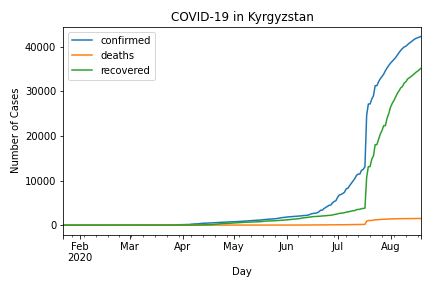 COVID-19 in Kyrgyzstan
confirmed
deaths
recovered
Number of Cases
40000
30000
20000
10000
0
Feb Mar Apr May Jun Jul Aug
2020
Day